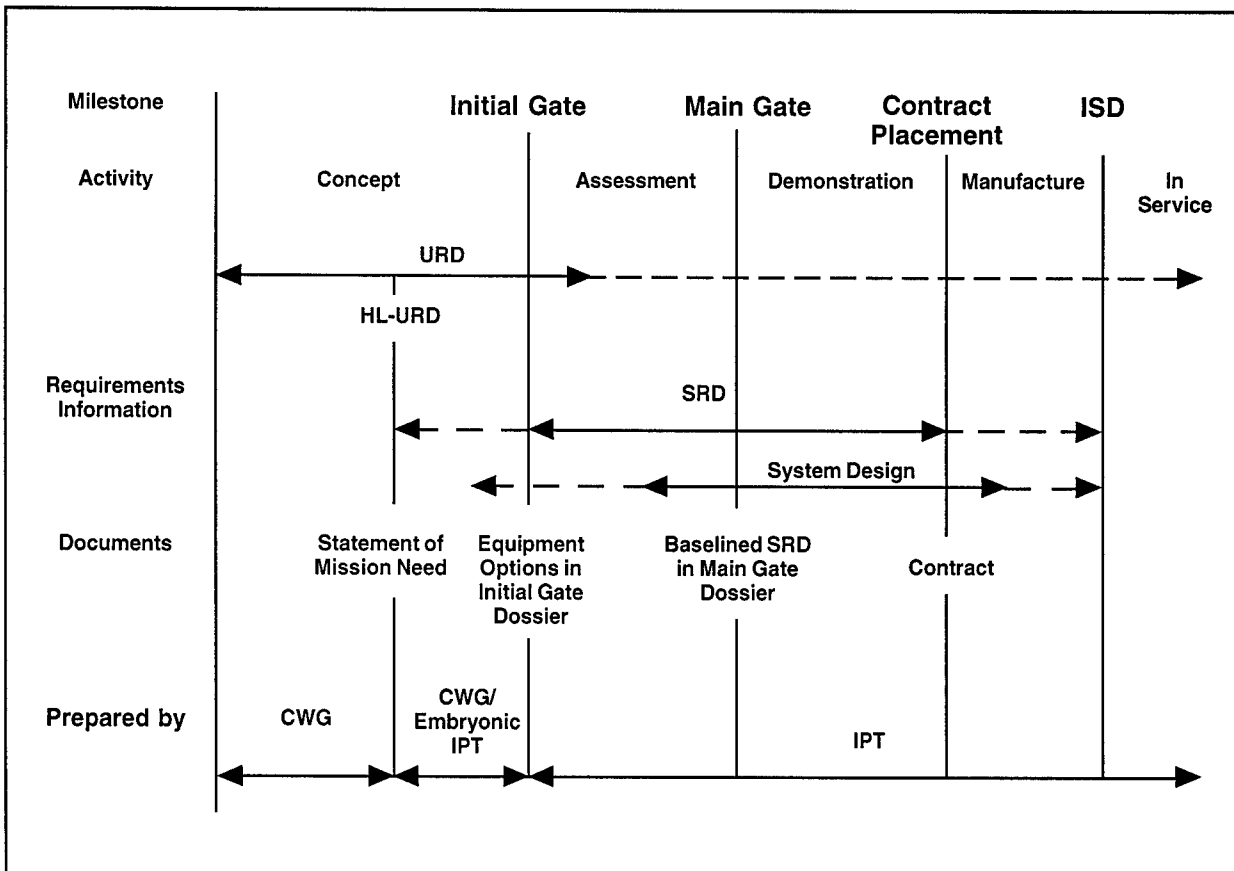 Milestone
Initial Gate
Main Gate
Contract
Placement
ISD
Activity
Concept
Assessment
Demonstration
Manufacture
In
Service
URD
HL-URD
Requirements
Information
SRD
System Design
Documents
Statement of
Mission Need
Equipment
Options in
Initial Gate
Dossier
Baselined SRD
in Main Gate
Dossier
Contract
Prepared by
CWG
CWG/
Embryonic
IPT
IPT